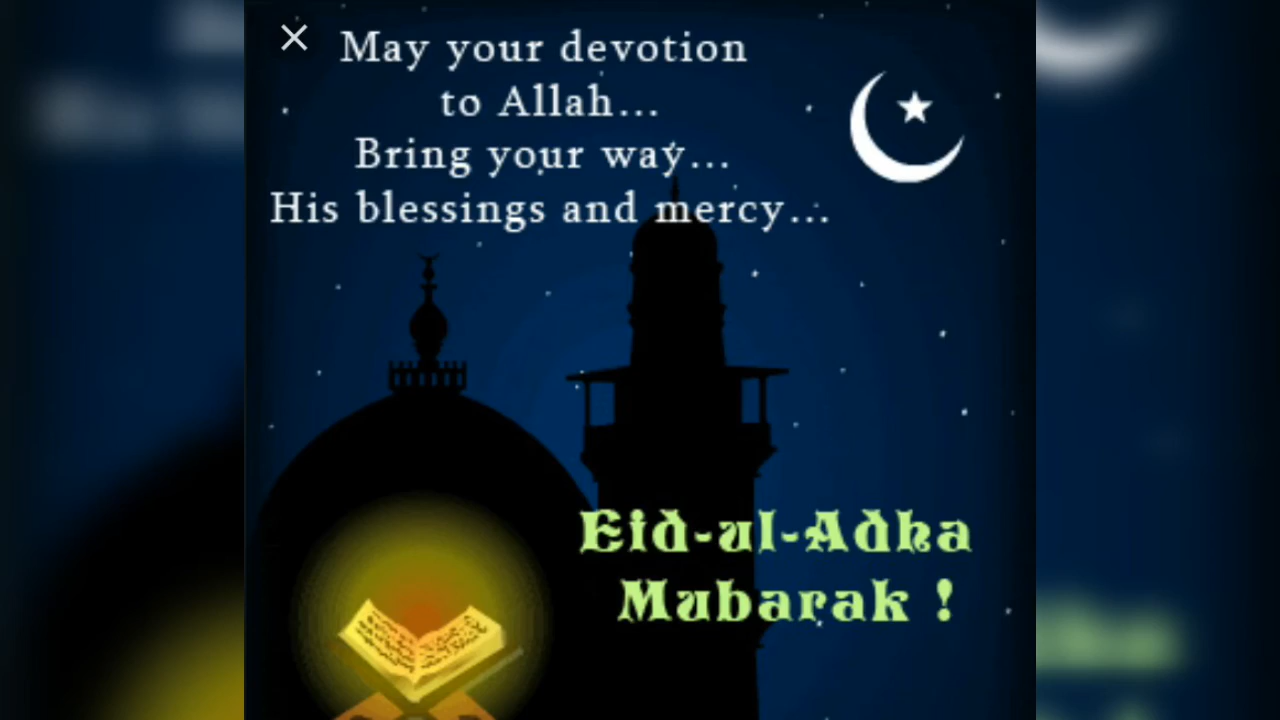 May your devotion
to Allah...
Bring your way...
His blessings and mercy...
Eid-ul-Adha
Mubarak !